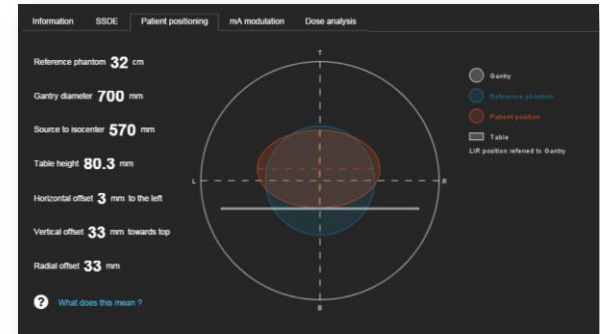 Information SSDE Patient positioning mA modulation Dose analysis
Reference phantom 32 cm
Gantry diameter 700 mm
Source to isocenter 570 mm
Table height 80.3 mm
Horizontal offset 3 mm to the left
Vertical offset 33 mm towards top
Radial offset 33 mm
? What does this mean ?
T
L
R
B
Gantry
Reference phantom
Patient position
Table
L/R position referred to Gantry